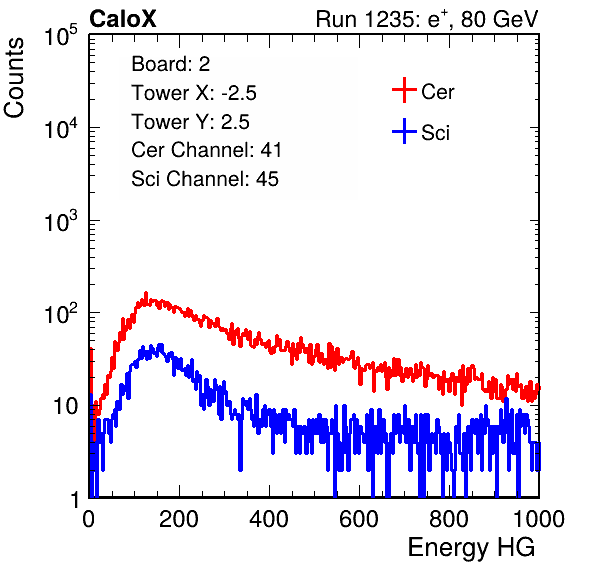 CaloX Run 1235: e⁺, 80 GeV
Counts
Board: 2
Tower X: -2.5
Tower Y: 2.5
Cer Channel: 41
Sci Channel: 45
Cer
Sci
10⁵
10⁴
10³
10²
10
1
0 200 400 600 800 1000
Energy HG